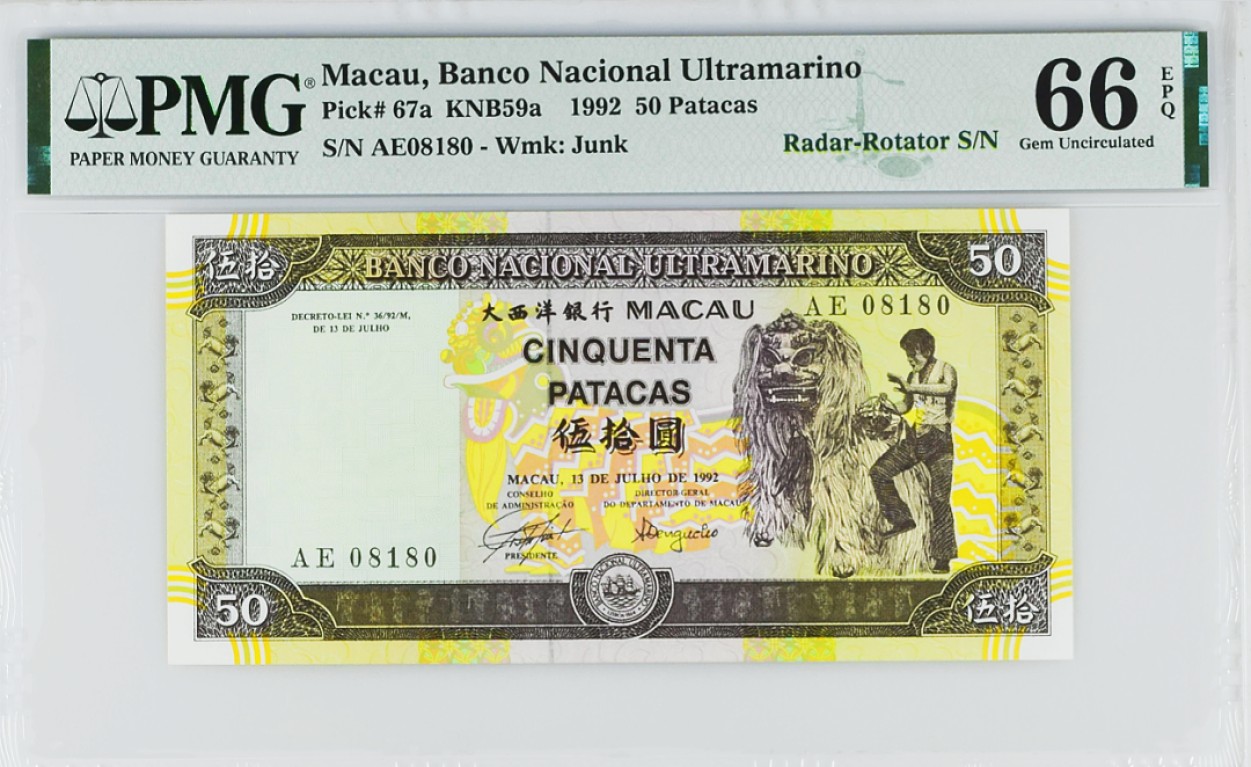 PMG®
PAPER MONEY GUARANTY
Macau, Banco Nacional Ultramarino
Pick# 67a KNB59a 1992 50 Patacas
S/N AE08180 - Wmk: Junk
Radar-Rotator S/N
66
EPQ
Gem Uncirculated
伍拾
BANCO NACIONAL ULTRAMARINO
50
DECRETO-LEI N.º 36/92/M,
DE 13 DE JULHO
大西洋銀行 MACAU
AE 08180
CINQUENTA
PATACAS
伍拾圓
MACAU, 13 DE JULHO DE 1992
CONSELHO
DE ADMINISTRAÇÃO
DIRECTOR-GERAL
DO DEPARTAMENTO DE MACAU
PRESIDENTE
AE 08180
50
伍拾